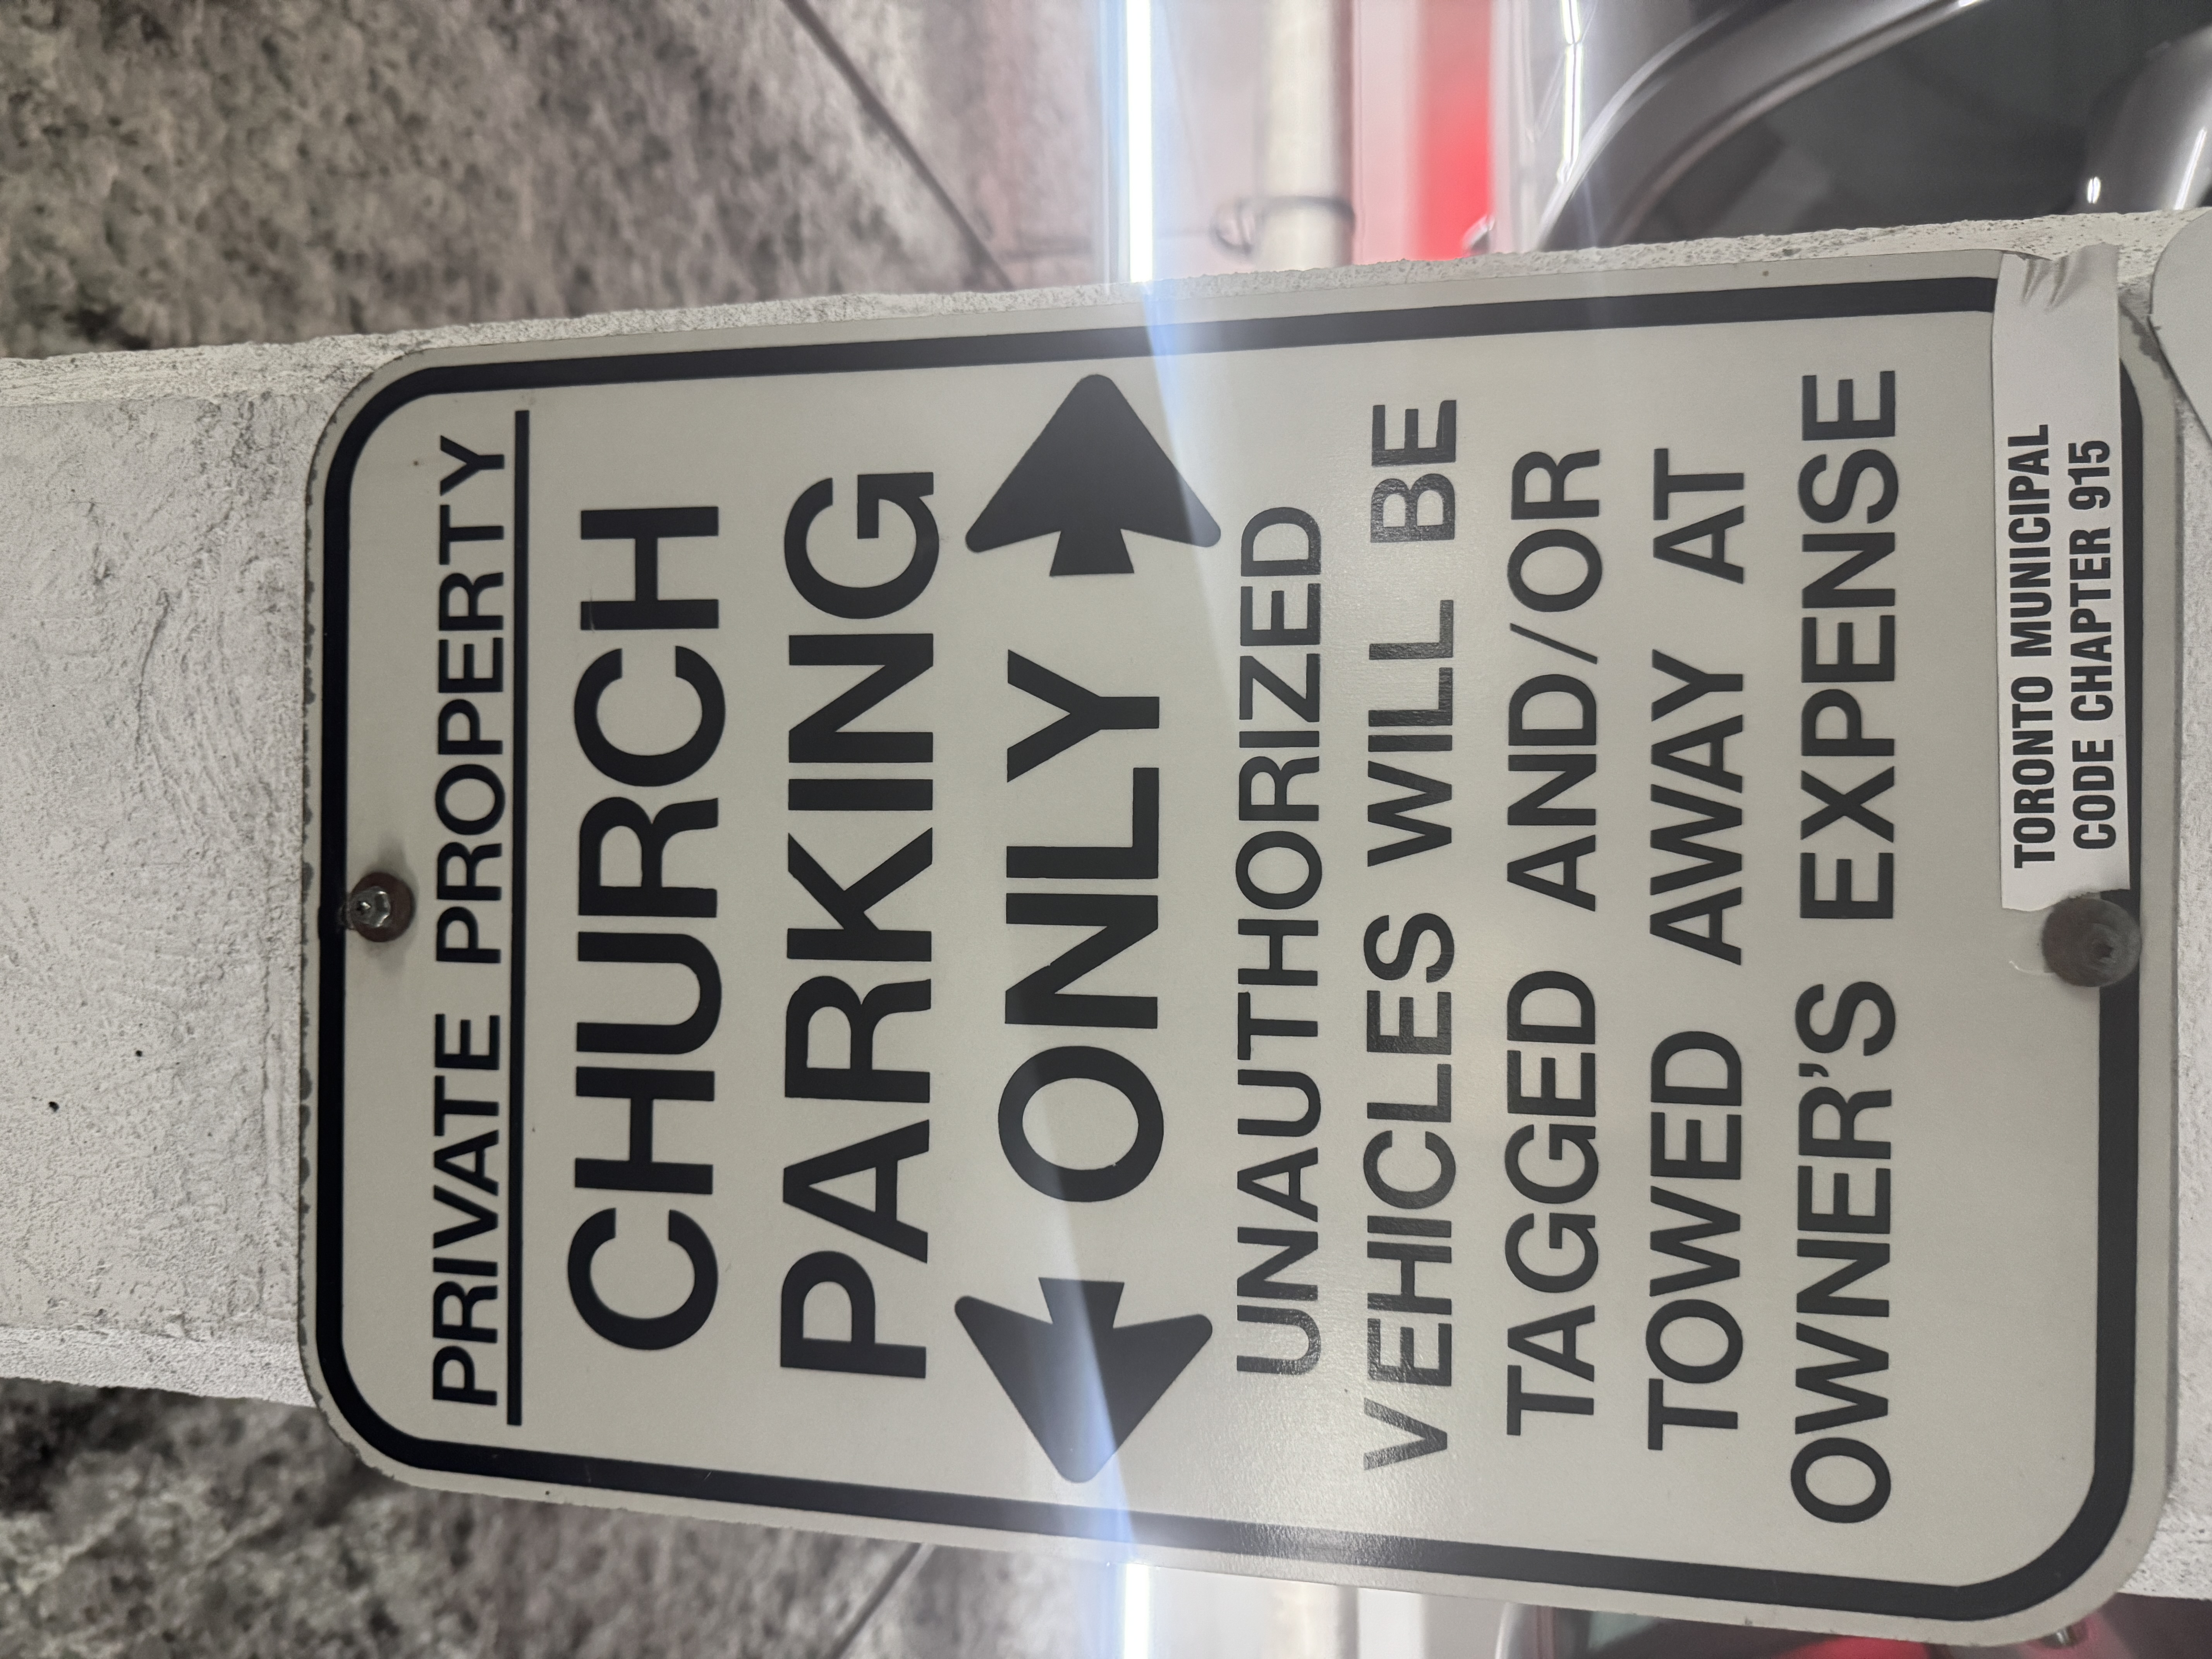 PRIVATE PROPERTY
CHURCH
PARKING
ONLY
UNAUTHORIZED
VEHICLES WILL BE
TAGGED AND/OR
TOWED AWAY AT
OWNER'S EXPENSE
TORONTO MUNICIPAL
CODE CHAPTER 915